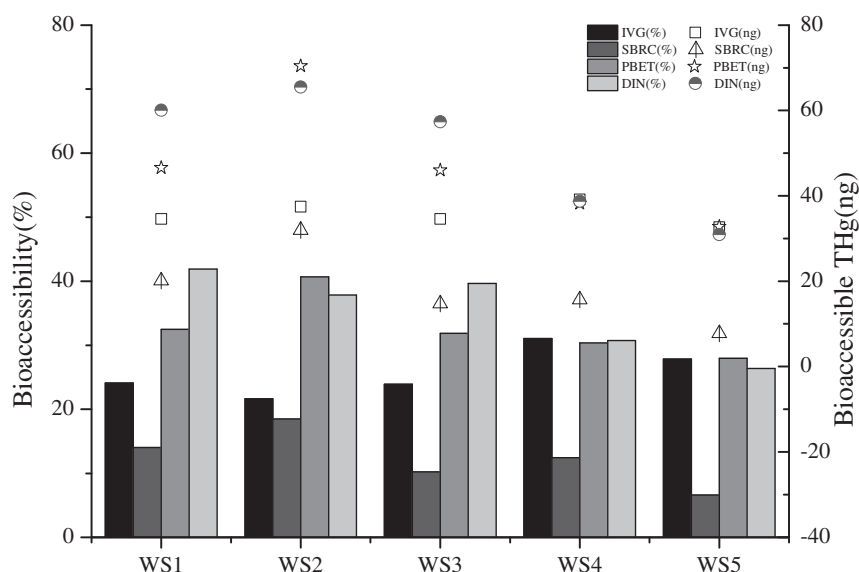 80
60
40
20
0
Bioaccessibility(%)
IVG(%) IVG(ng)
SBRC(%) SBRC(ng)
PBET(%) PBET(ng)
DIN(%) DIN(ng)
80
60
40
20
0
-20
-40
Bioaccessible THg(ng)
WS1 WS2 WS3 WS4 WS5